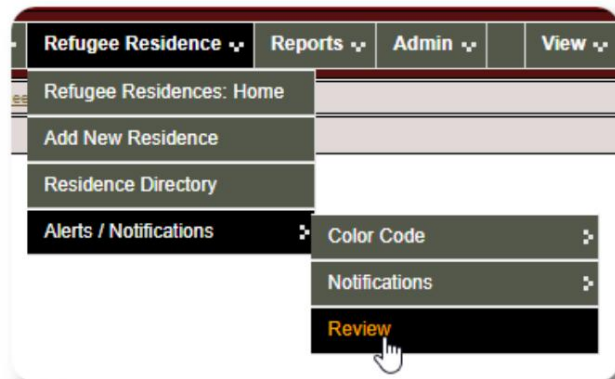 Refugee Residence Reports Admin View
Refugee Residences: Home
Add New Residence
Residence Directory
Alerts / Notifications
Color Code
Notifications
Review